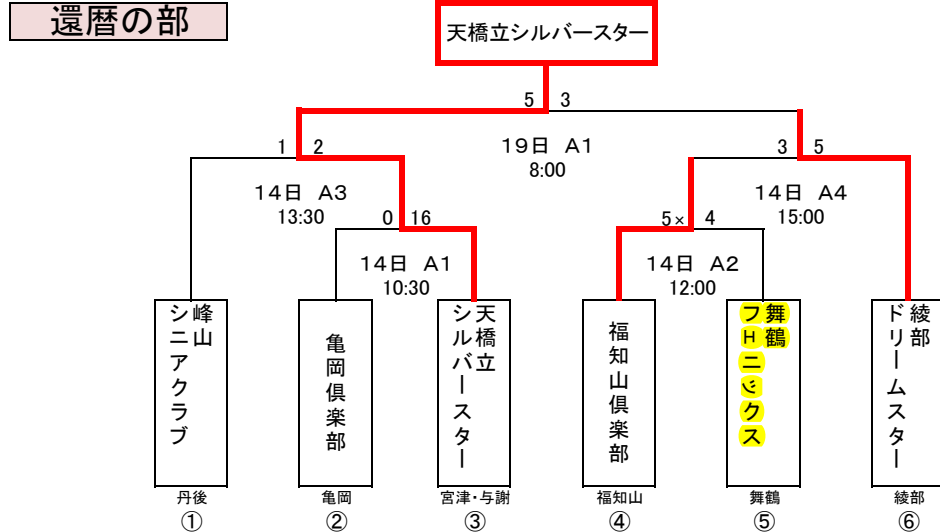 還暦の部
天橋立シルバースター
5 3
19日 A1
8:00
1 2
3 5
14日 A3
13:30
14日 A4
15:00
0 16
5× 4
14日 A1
10:30
14日 A2
12:00
峰山
シニアクラブ
亀岡倶楽部
天橋立
シルバースター
福知山倶楽部
舞鶴
フエニックス
綾部
ドリームスター
丹後
亀岡
宮津・与謝
福知山
舞鶴
綾部
①
②
③
④
⑤
⑥